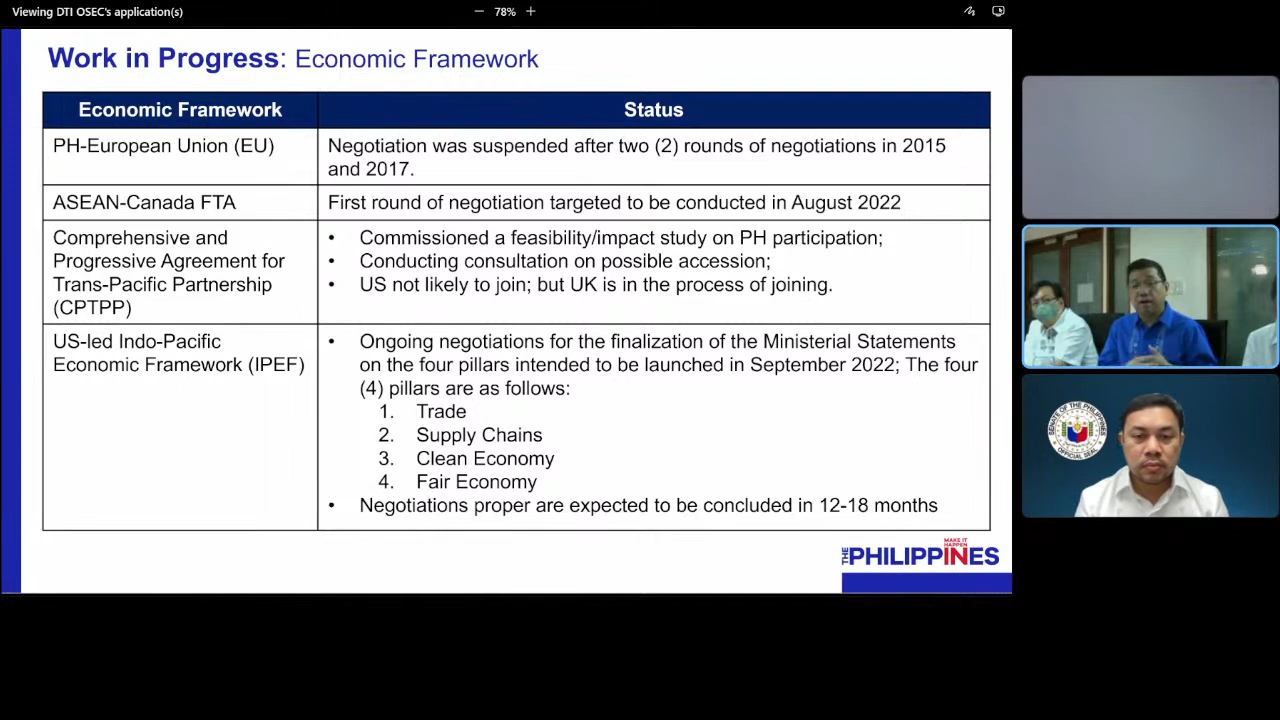 Viewing DTI OSEC's application(s)
78%
Work in Progress: Economic Framework
Economic Framework
Status
PH-European Union (EU)
Negotiation was suspended after two (2) rounds of negotiations in 2015
and 2017.
ASEAN-Canada FTA
First round of negotiation targeted to be conducted in August 2022
Comprehensive and
Progressive Agreement for
Trans-Pacific Partnership
(CPTPP)
• Commissioned a feasibility/impact study on PH participation;
• Conducting consultation on possible accession;
• US not likely to join; but UK is in the process of joining.
US-led Indo-Pacific
Economic Framework (IPEF)
• Ongoing negotiations for the finalization of the Ministerial Statements
on the four pillars intended to be launched in September 2022; The four
(4) pillars are as follows:
1. Trade
2. Supply Chains
3. Clean Economy
4. Fair Economy
• Negotiations proper are expected to be concluded in 12-18 months
MAKE IT
HAPPEN
THE PHILIPPINES
SENATE OF THE PHILIPPINES
OFFICIAL SEAL